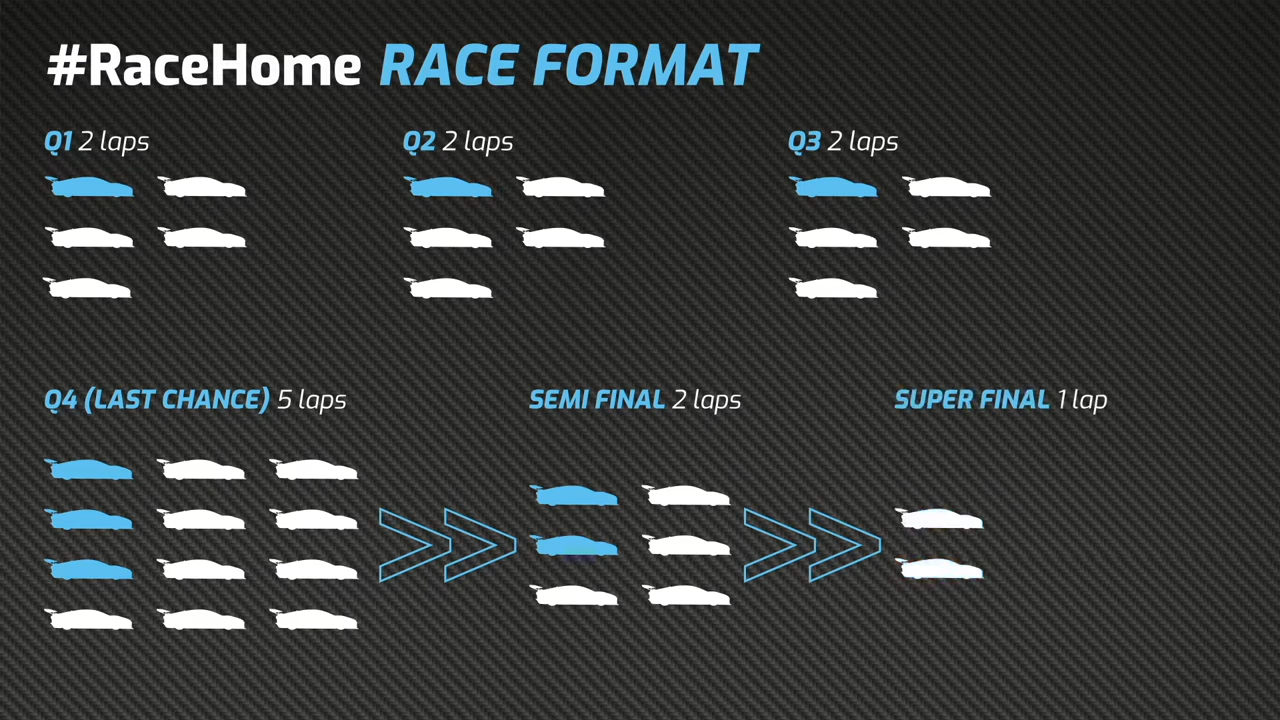 #RaceHome RACE FORMAT
Q1 2 laps
Q2 2 laps
Q3 2 laps
Q4 (LAST CHANCE) 5 laps
SEMI FINAL 2 laps
SUPER FINAL 1 lap